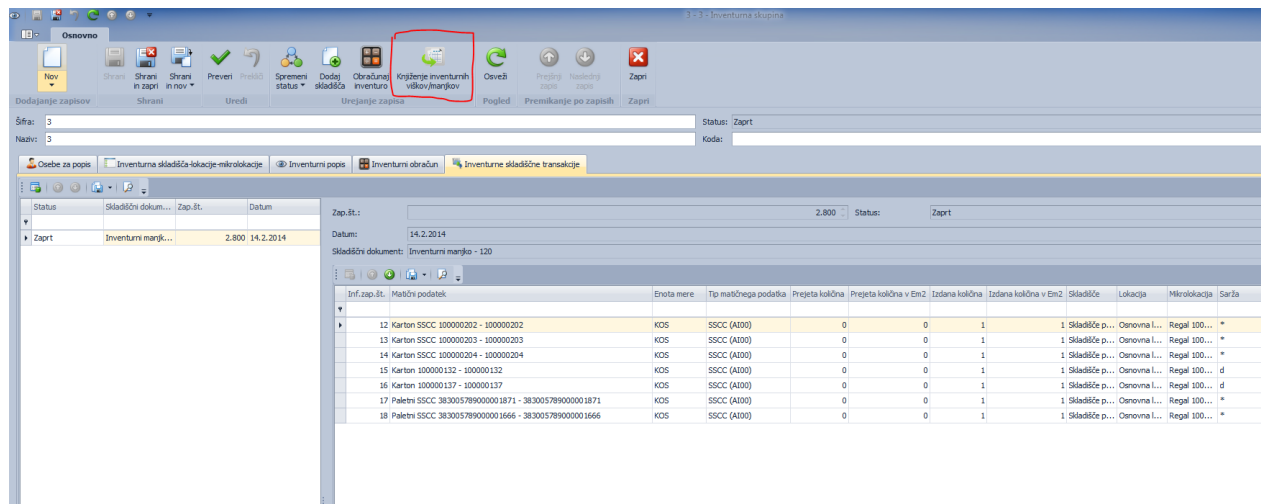 3 - 3 - Inventurna skupina
Osnovno
Nov Shrani Shrani in zapri Shrani in nov Preveri Prekliči Spremeni status Dodaj skladišča Obračunaj inventuro Knjiženje inventurnih viškov/manjkov Osveži Prejšnji zapis Naslednji zapis Zapri
Dodajanje zapisov Shrani Uredi Urejanje zapisa Pogled Premikanje po zapisih Zapri
Šifra: 3 Status: Zaprt
Naziv: 3 Koda:
Osebe za popis Inventurna skladišča-lokacije-mikrolokacije Inventurni popis Inventurni obračun Inventurne skladiščne transakcije
Status Skladiščni dokum... Zap.št. Datum
Zaprt Inventurni manjk... 2.800 14.2.2014
Zap.št.: 2.800 Status: Zaprt
Datum: 14.2.2014
Skladiščni dokument: Inventurni manjko - 120
Inf.zap.št. Matični podatek Enota mere Tip matičnega podatka Prejeta količina Prejeta količina v Em2 Izdana količina Izdana količina v Em2 Skladišče Lokacija Mikrolokacija Sarža
12 Karton SSCC 100000202 - 100000202 KOS SSCC (AI00) 0 0 1 1 Skladišče p... Osnovna l... Regal 100... *
13 Karton SSCC 100000203 - 100000203 KOS SSCC (AI00) 0 0 1 1 Skladišče p... Osnovna l... Regal 100... *
14 Karton SSCC 100000204 - 100000204 KOS SSCC (AI00) 0 0 1 1 Skladišče p... Osnovna l... Regal 100... *
15 Karton 100000132 - 100000132 KOS SSCC (AI00) 0 0 1 1 Skladišče p... Osnovna l... Regal 100... d
16 Karton 100000137 - 100000137 KOS SSCC (AI00) 0 0 1 1 Skladišče p... Osnovna l... Regal 100... d
17 Paletni SSCC 383005789000001871 - 383005789000001871 KOS SSCC (AI00) 0 0 1 1 Skladišče p... Osnovna l... Regal 100... *
18 Paletni SSCC 383005789000001666 - 383005789000001666 KOS SSCC (AI00) 0 0 1 1 Skladišče p... Osnovna l... Regal 100... *